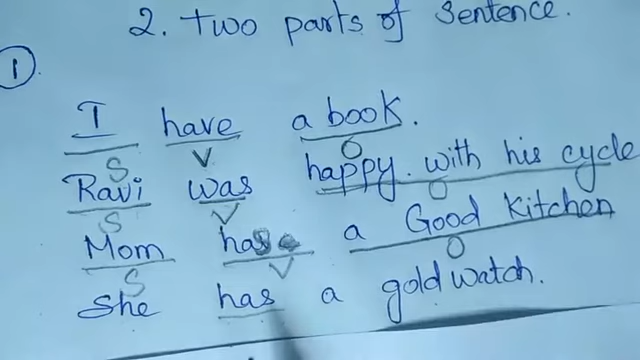 2. Two parts of Sentence.
1
I have a book.
S V O
Ravi was happy. with his cycle
S V O
Mom has a Good Kitchen
S V O
She has a gold watch.